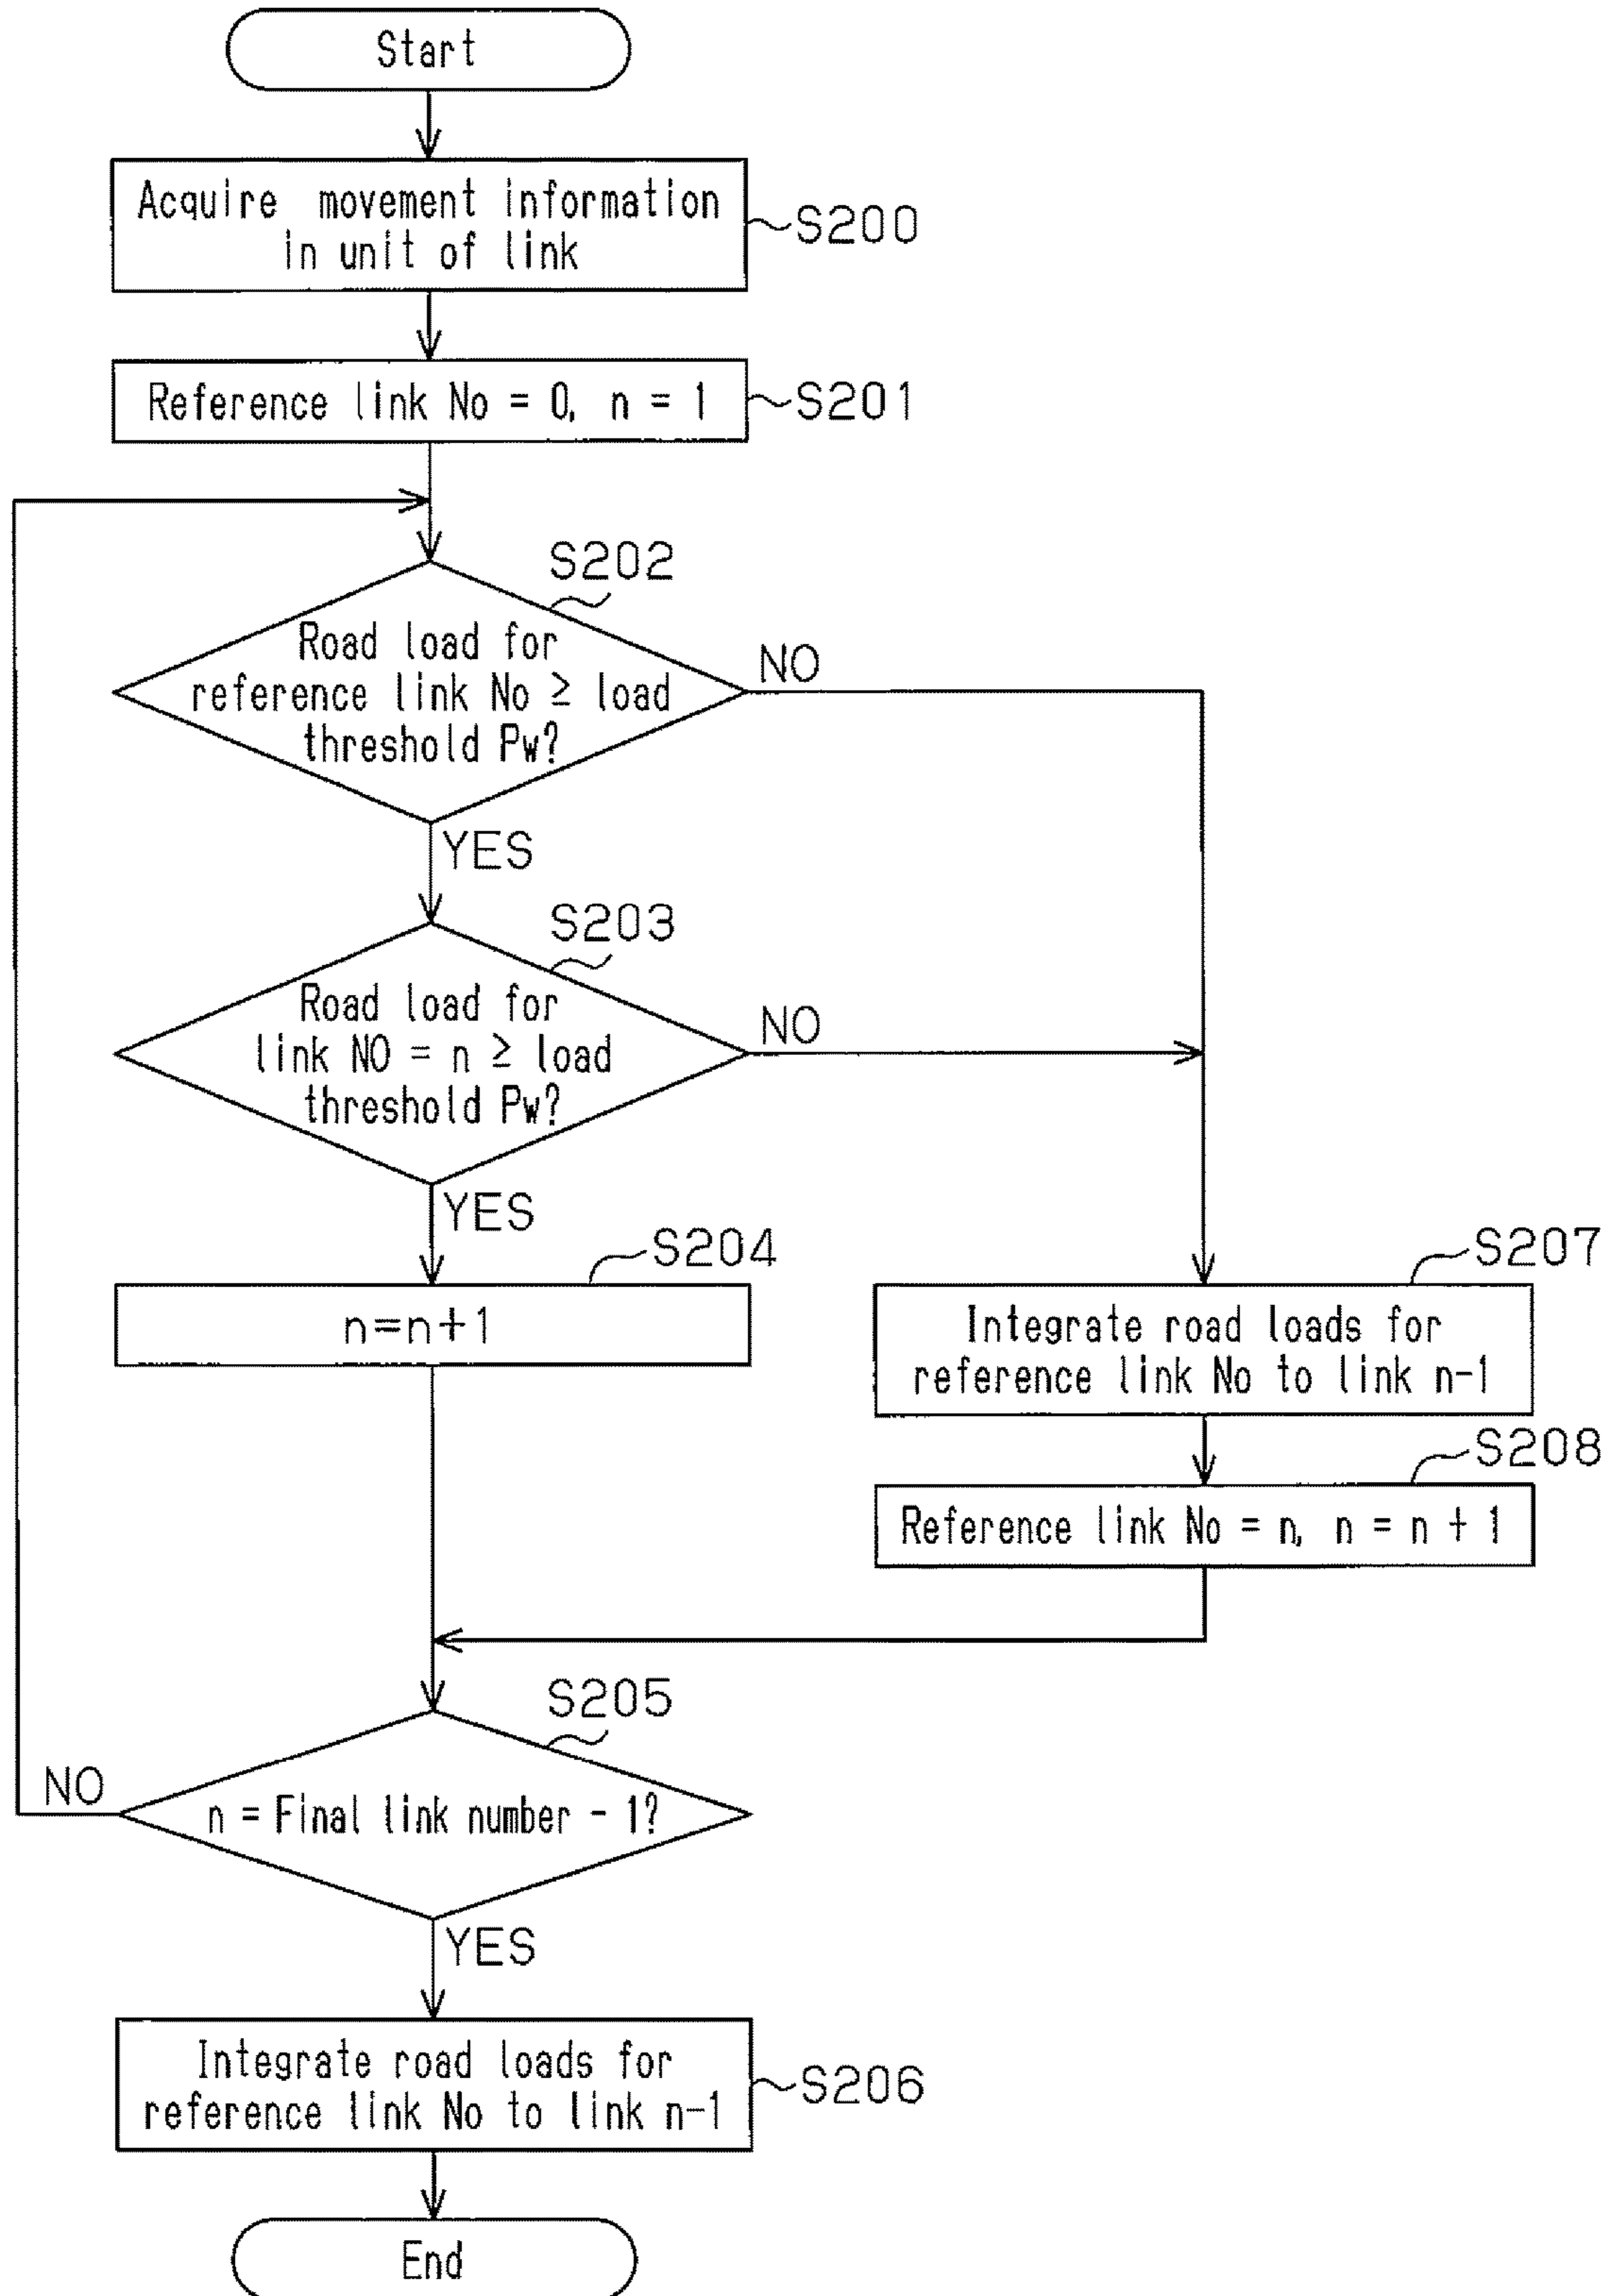 Start
Acquire movement information
in unit of link
S200
Reference link No = 0, n = 1
S201
S202
Road load for
reference link No ≥ load
threshold Pw?
NO
YES
S203
Road load for
link NO = n ≥ load
threshold Pw?
NO
YES
S204
n=n+1
S207
Integrate road loads for
reference link No to link n-1
S208
Reference link No = n, n = n + 1
S205
n = Final link number - 1?
NO
YES
Integrate road loads for
reference link No to link n-1
S206
End